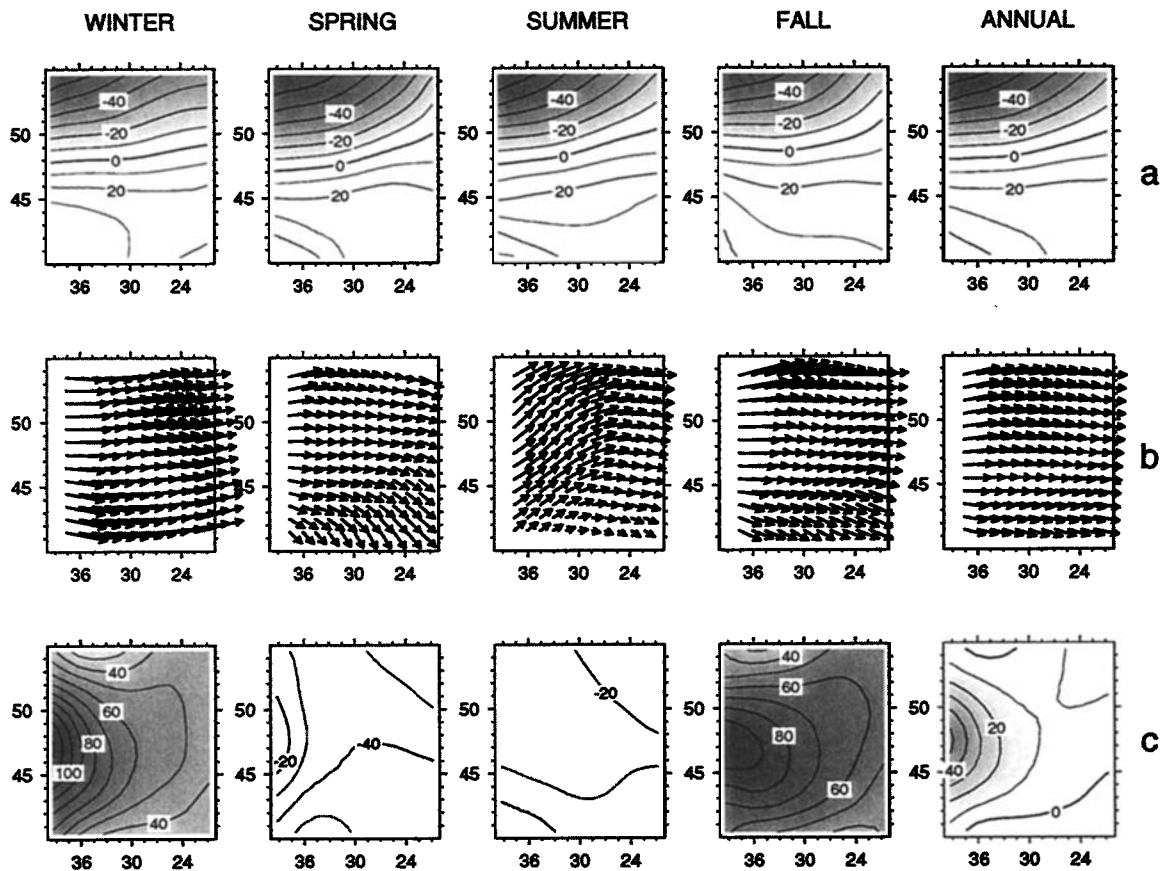 WINTER SPRING SUMMER FALL ANNUAL
-40 -40 -40 -40 -40
50 -20 50 -20 50 -20 50 -20 50 -20
0 0 0 0 0
45 20 45 20 45 20 45 20 45 20
a
36 30 24 36 30 24 36 30 24 36 30 24 36 30 24
50 50 50 50 50
45 45 45 45 45
b
36 30 24 36 30 24 36 30 24 36 30 24 36 30 24
40 40
50 60 50 50 -20 50 60 50 20
80 -40 80
45 100 45 -20 45 45 60 45 40
40 0
c
36 30 24 36 30 24 36 30 24 36 30 24 36 30 24